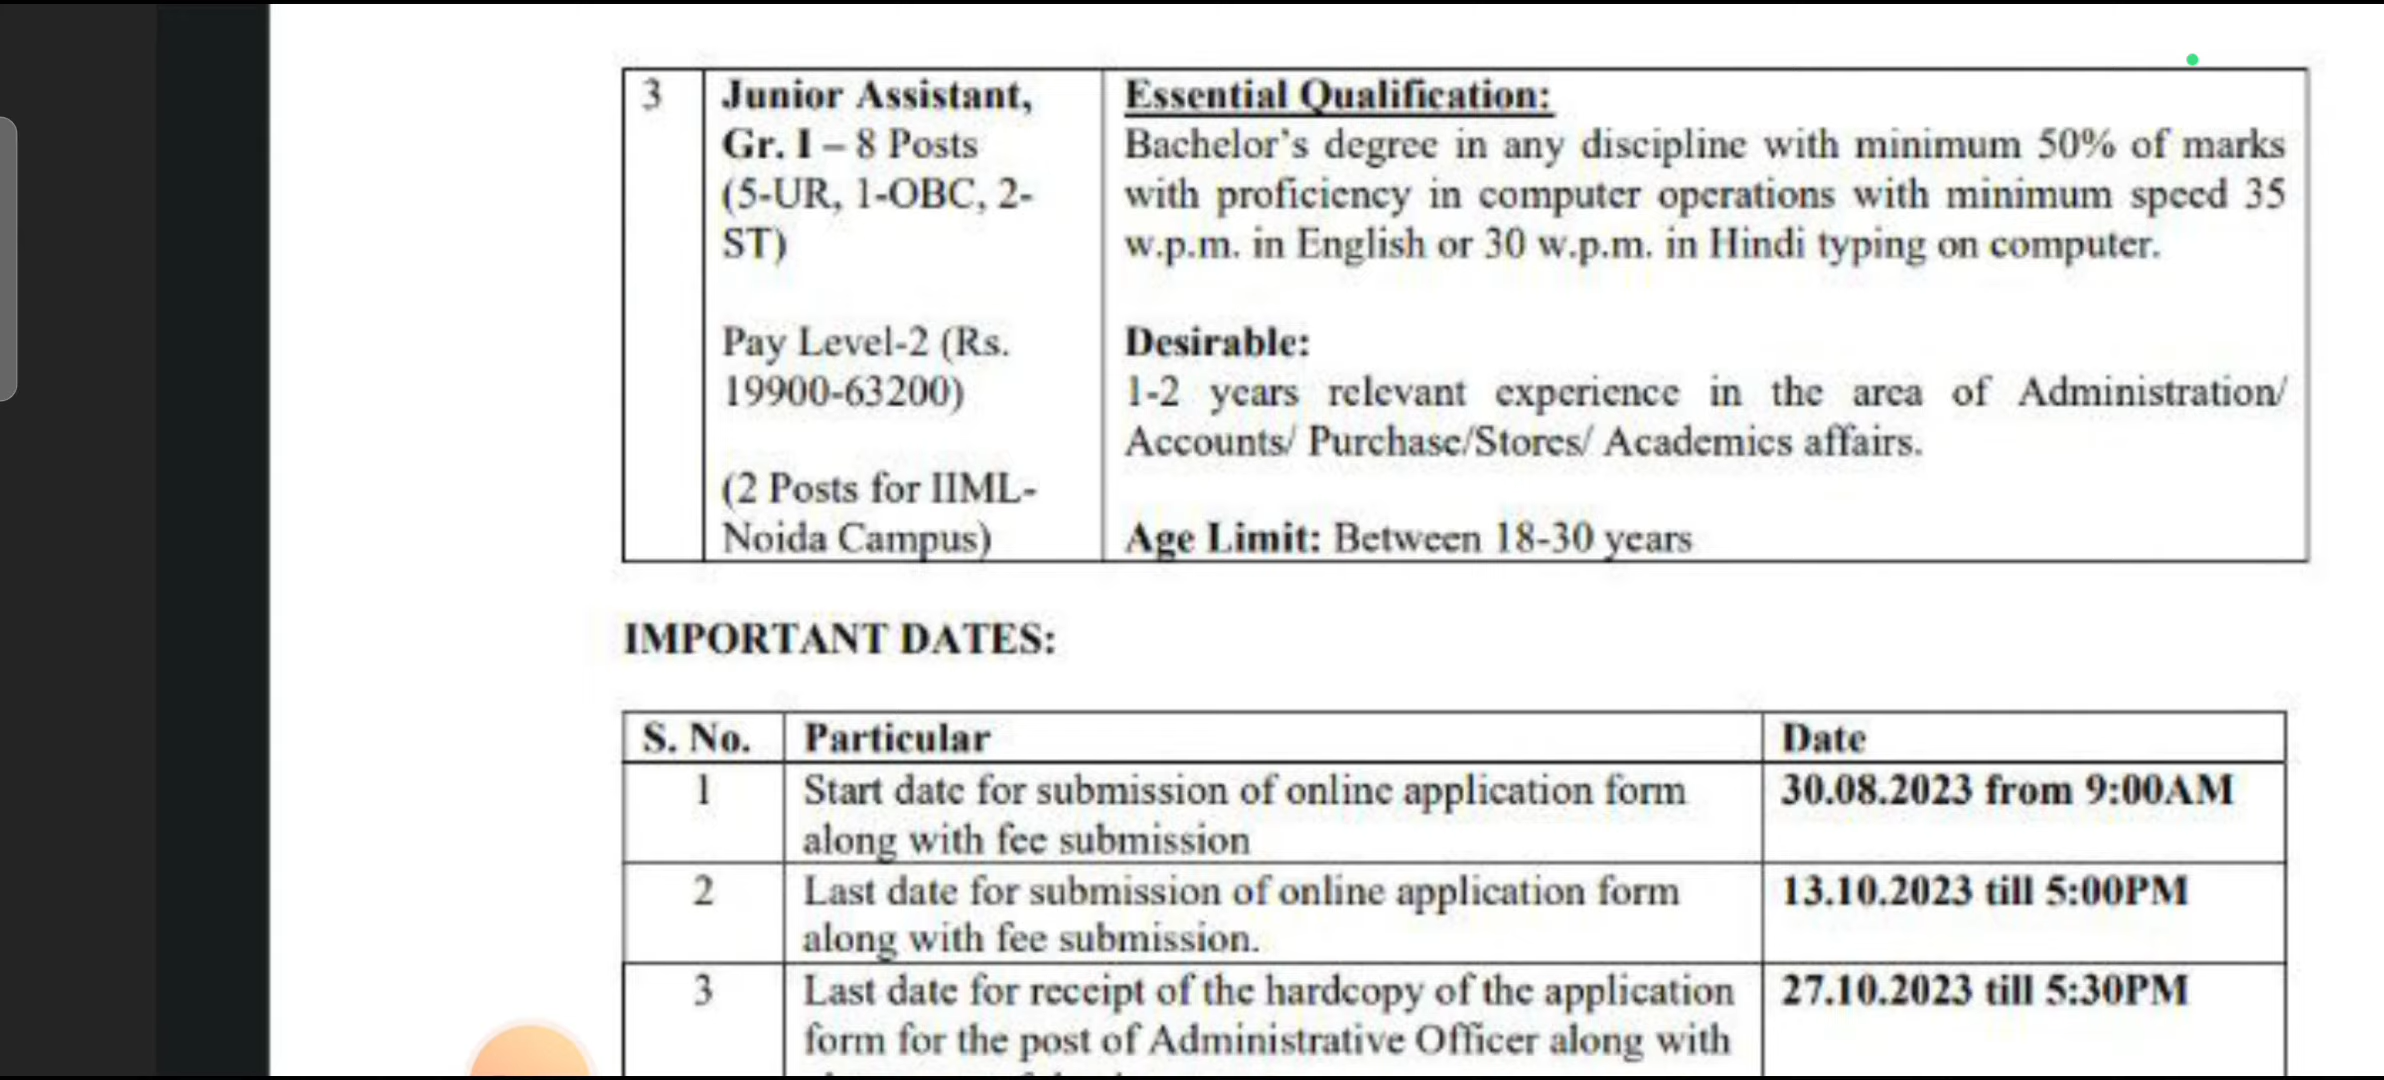 3
Junior Assistant,
Gr. I – 8 Posts
(5-UR, 1-OBC, 2-
ST)
Pay Level-2 (Rs.
19900-63200)
(2 Posts for IIML-
Noida Campus)
Essential Qualification:
Bachelor's degree in any discipline with minimum 50% of marks
with proficiency in computer operations with minimum speed 35
w.p.m. in English or 30 w.p.m. in Hindi typing on computer.
Desirable:
1-2 years relevant experience in the area of Administration/
Accounts/ Purchase/Stores/ Academics affairs.
Age Limit: Between 18-30 years
IMPORTANT DATES:
S. No. Particular Date
1 Start date for submission of online application form 30.08.2023 from 9:00AM
along with fee submission
2 Last date for submission of online application form 13.10.2023 till 5:00PM
along with fee submission.
3 Last date for receipt of the hardcopy of the application 27.10.2023 till 5:30PM
form for the post of Administrative Officer along with